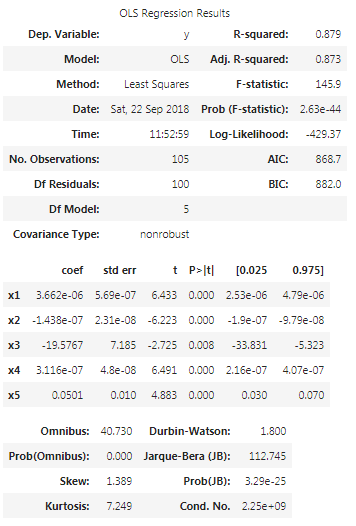 OLS Regression Results
Dep. Variable: y R-squared: 0.879
Model: OLS Adj. R-squared: 0.873
Method: Least Squares F-statistic: 145.9
Date: Sat, 22 Sep 2018 Prob (F-statistic): 2.63e-44
Time: 11:52:59 Log-Likelihood: -429.37
No. Observations: 105 AIC: 868.7
Df Residuals: 100 BIC: 882.0
Df Model: 5
Covariance Type: nonrobust
coef std err t P>|t| [0.025 0.975]
x1 3.662e-06 5.69e-07 6.433 0.000 2.53e-06 4.79e-06
x2 -1.438e-07 2.31e-08 -6.223 0.000 -1.9e-07 -9.79e-08
x3 -19.5767 7.185 -2.725 0.008 -33.831 -5.323
x4 3.116e-07 4.8e-08 6.491 0.000 2.16e-07 4.07e-07
x5 0.0501 0.010 4.883 0.000 0.030 0.070
Omnibus: 40.730 Durbin-Watson: 1.800
Prob(Omnibus): 0.000 Jarque-Bera (JB): 112.745
Skew: 1.389 Prob(JB): 3.29e-25
Kurtosis: 7.249 Cond. No. 2.25e+09